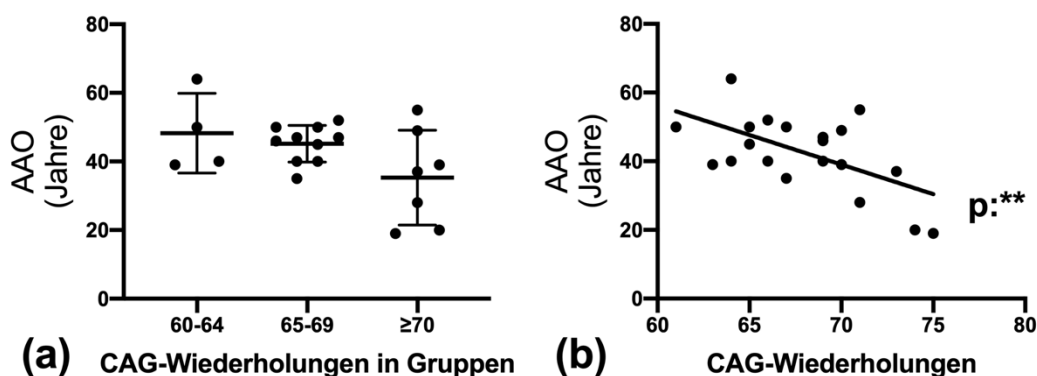 AAO
(Jahre)
80
60
40
20
0
60-64 65-69 ≥70
(a) CAG-Wiederholungen in Gruppen
AAO
(Jahre)
80
60
40
20
0
p:**
60 65 70 75 80
(b) CAG-Wiederholungen